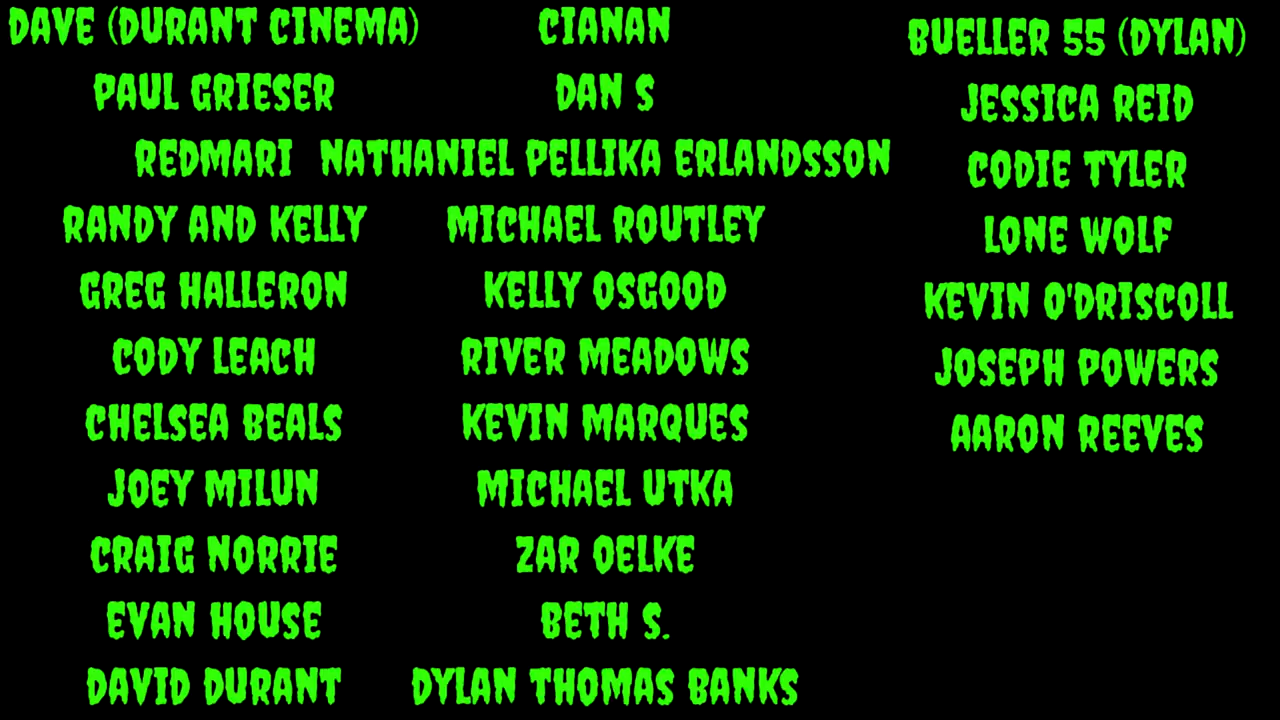 DAVE (DURANT CINEMA)
PAUL GRIESER
REDMARI
RANDY AND KELLY
GREG HALLERON
CODY LEACH
CHELSEA BEALS
JOEY MILUN
CRAIG NORRIE
EVAN HOUSE
DAVID DURANT
CIANAN
DAN S
NATHANIEL PELLIKA ERLANDSSON
MICHAEL ROUTLEY
KELLY OSGOOD
RIVER MEADOWS
KEVIN MARQUES
MICHAEL UTKA
ZAR OELKE
BETH S.
DYLAN THOMAS BANKS
BUELLER 55 (DYLAN)
JESSICA REID
CODIE TYLER
LONE WOLF
KEVIN O'DRISCOLL
JOSEPH POWERS
AARON REEVES